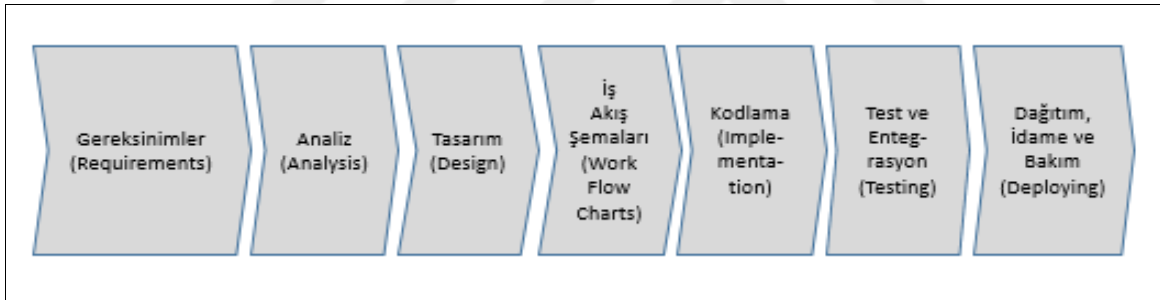 Gereksinimler
(Requirements)
Analiz
(Analysis)
Tasarım
(Design)
İş
Akış
Şemaları
(Work
Flow
Charts)
Kodlama
(Imple-
menta-
tion)
Test ve
Enteg-
rasyon
(Testing)
Dağıtım,
İdame ve
Bakım
(Deploying)